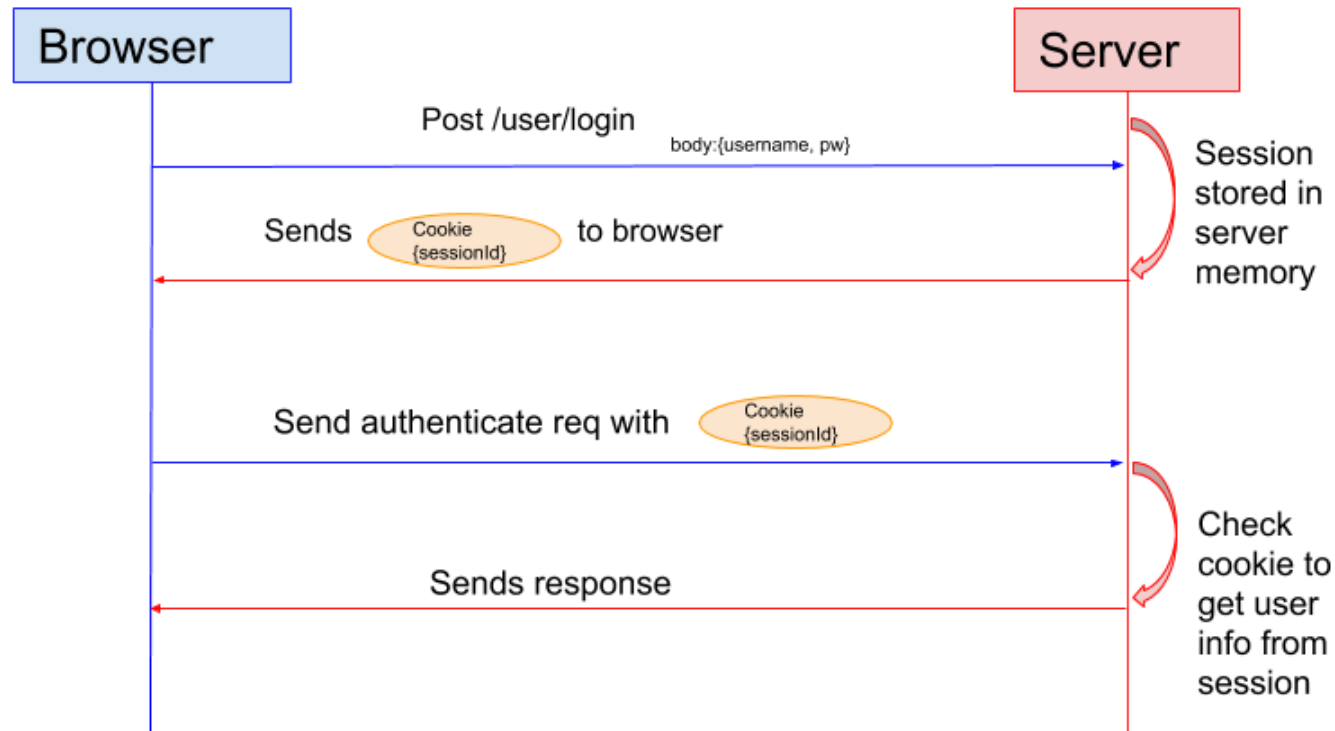 Browser
Server
Post /user/login
body:{username, pw}
Session
stored in
server
memory
Sends
Cookie
{sessionId}
to browser
Send authenticate req with
Cookie
{sessionId}
Check
cookie to
get user
info from
session
Sends response